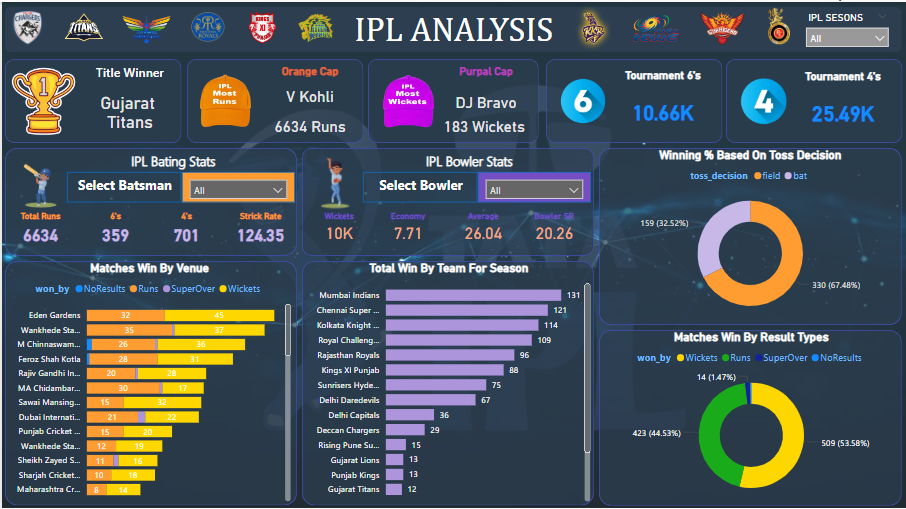 IPL ANALYSIS
IPL SESONS
All
CHARGERS
TITANS
ROYALS
KINGS XI
PUNJAB
KKR
1
Title Winner
Gujarat
Titans
IPL
Most
Runs
Orange Cap
V Kohli
6634 Runs
IPL
Most
Wickets
Purpal Cap
DJ Bravo
183 Wickets
6
Tournament 6's
10.66K
4
Tournament 4's
25.49K
IPL Bating Stats
Select Batsman
All
Total Runs 6's 4's Strick Rate
6634 359 701 124.35
IPL Bowler Stats
Select Bowler
All
Wickets Economy Average Bowler SR
10K 7.71 26.04 20.26
Winning % Based On Toss Decision
toss_decision field bat
159 (32.52%)
330 (67.48%)
Matches Win By Venue
won_by NoResults Runs SuperOver Wickets
Eden Gardens 32 45
Wankhede Sta... 35 37
M Chinnaswam... 26 36
Feroz Shah Kotla 28 31
Rajiv Gandhi In... 20 28
MA Chidambar... 30 17
Sawai Mansing... 15 32
Dubai Internati... 21 22
Punjab Cricket ... 15 20
Wankhede Sta... 12 19
Sheikh Zayed S... 11 16
Sharjah Cricket... 10 18
Maharashtra Cr... 8 14
Total Win By Team For Season
Mumbai Indians 131
Chennai Super ... 121
Kolkata Knight ... 114
Royal Challeng... 109
Rajasthan Royals 96
Kings XI Punjab 88
Sunrisers Hyde... 75
Delhi Daredevils 67
Delhi Capitals 36
Deccan Chargers 29
Rising Pune Su... 15
Gujarat Lions 13
Punjab Kings 13
Gujarat Titans 12
Matches Win By Result Types
won_by Wickets Runs SuperOver NoResults
14 (1.47%)
423 (44.53%)
509 (53.58%)